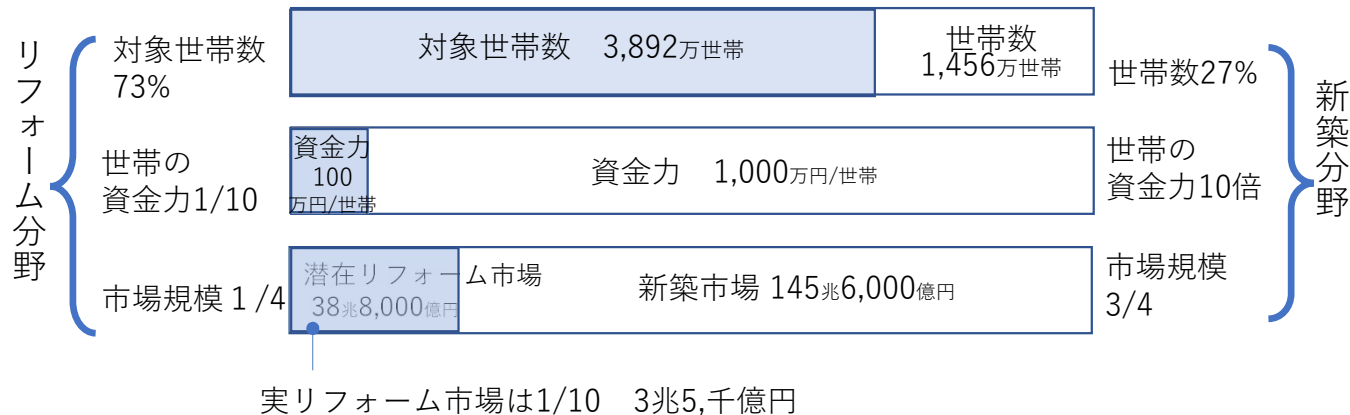 リフォーム分野
対象世帯数
73%
対象世帯数 3,892万世帯
世帯数
1,456万世帯
世帯数27%
新築分野
世帯の
資金力1/10
資金力
100
万円/世帯
資金力 1,000万円/世帯
世帯の
資金力10倍
市場規模 1/4
潜在リフォーム市場
38兆8,000億円
新築市場 145兆6,000億円
市場規模
3/4
実リフォーム市場は1/10 3兆5,千億円